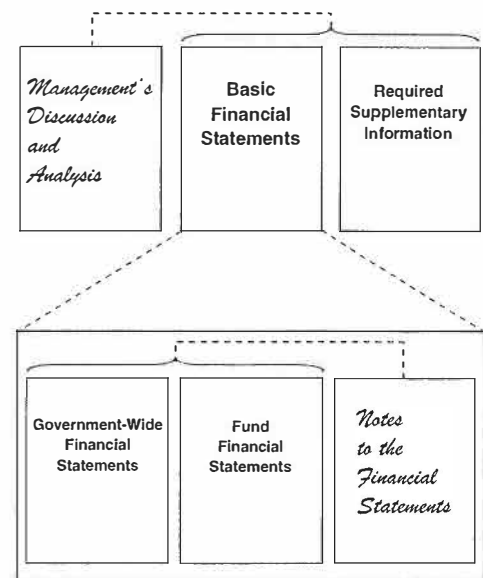 Management's
Discussion
and
Analysis
Basic
Financial
Statements
Required
Supplementary
Information
Government-Wide
Financial
Statements
Fund
Financial
Statements
Notes
to the
Financial
Statements